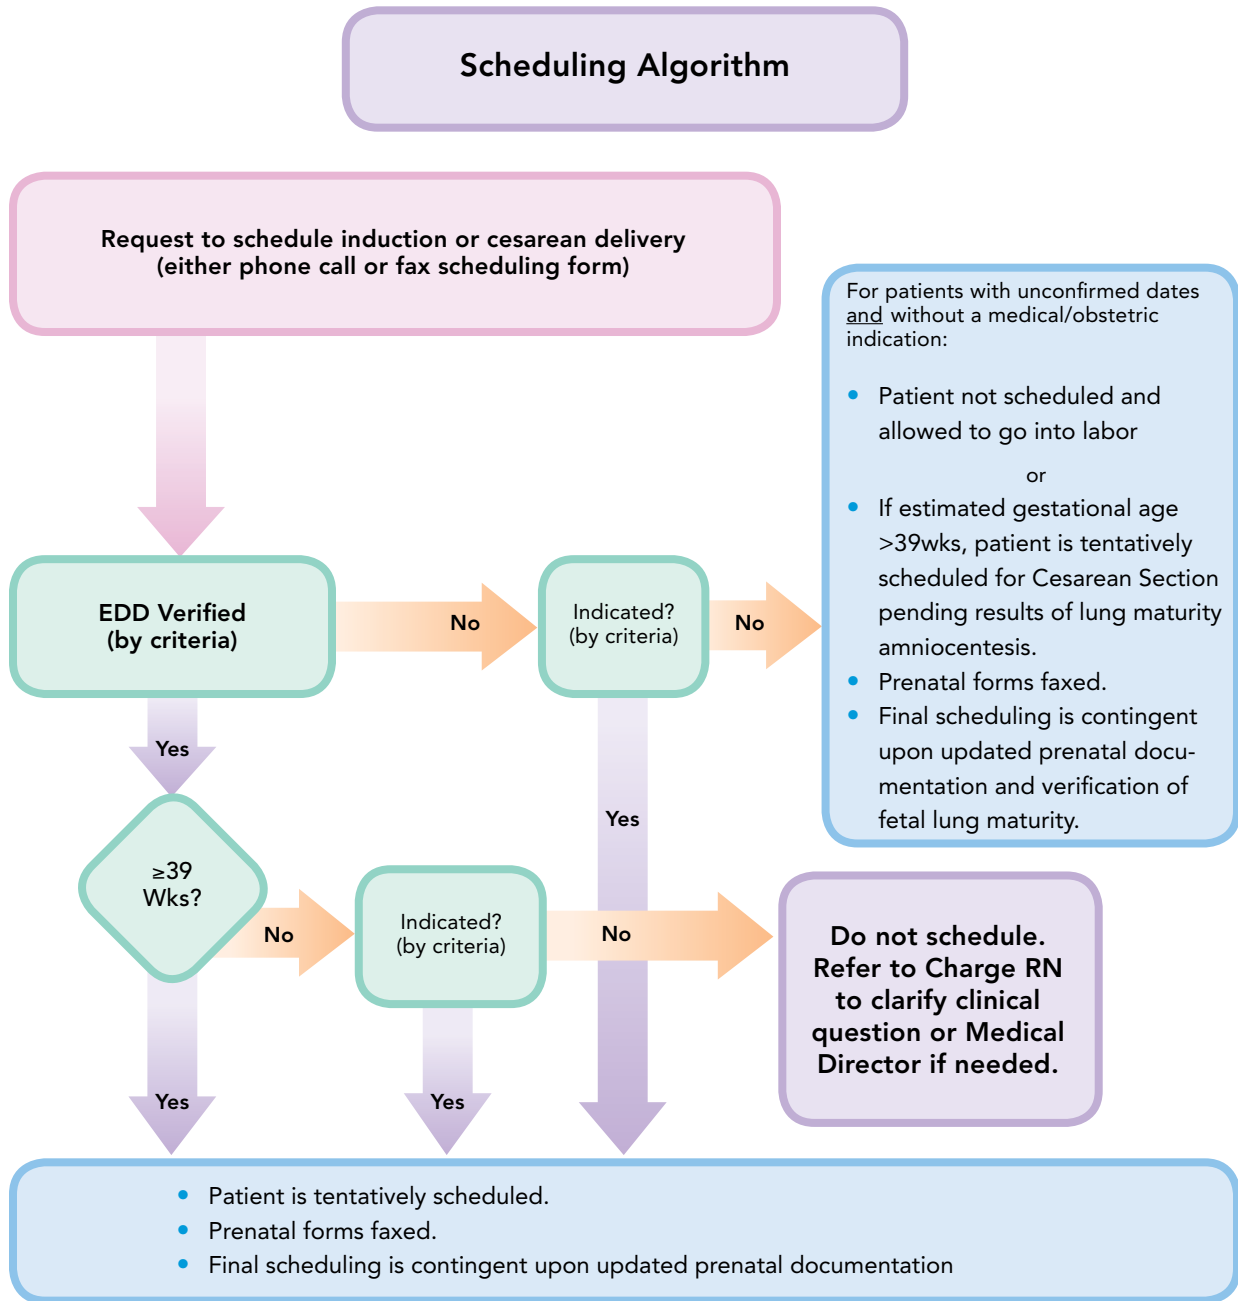 Scheduling Algorithm
Request to schedule induction or cesarean delivery
(either phone call or fax scheduling form)
For patients with unconfirmed dates
and without a medical/obstetric
indication:
• Patient not scheduled and
allowed to go into labor
or
• If estimated gestational age
>39wks, patient is tentatively
scheduled for Cesarean Section
pending results of lung maturity
amniocentesis.
• Prenatal forms faxed.
• Final scheduling is contingent
upon updated prenatal docu-
mentation and verification of
fetal lung maturity.
EDD Verified
(by criteria)
No
Indicated?
(by criteria)
No
Yes
Yes
≥39
Wks?
No
Indicated?
(by criteria)
No
Do not schedule.
Refer to Charge RN
to clarify clinical
question or Medical
Director if needed.
Yes
Yes
• Patient is tentatively scheduled.
• Prenatal forms faxed.
• Final scheduling is contingent upon updated prenatal documentation